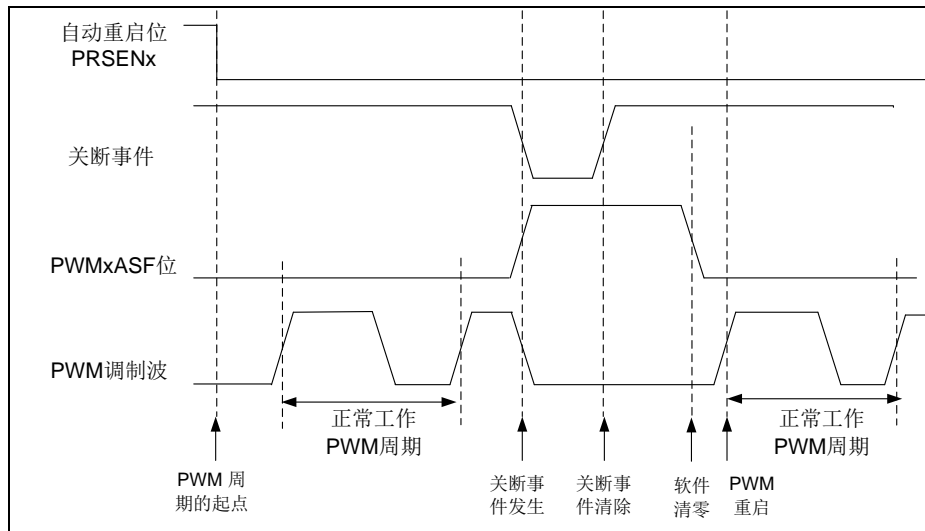 自动重启位
PRSENx
关断事件
PWMxASF位
PWM调制波
正常工作
PWM周期
正常工作
PWM周期
PWM 周
期的起点
关断事
件发生
关断事
件清除
软件
清零
PWM
重启